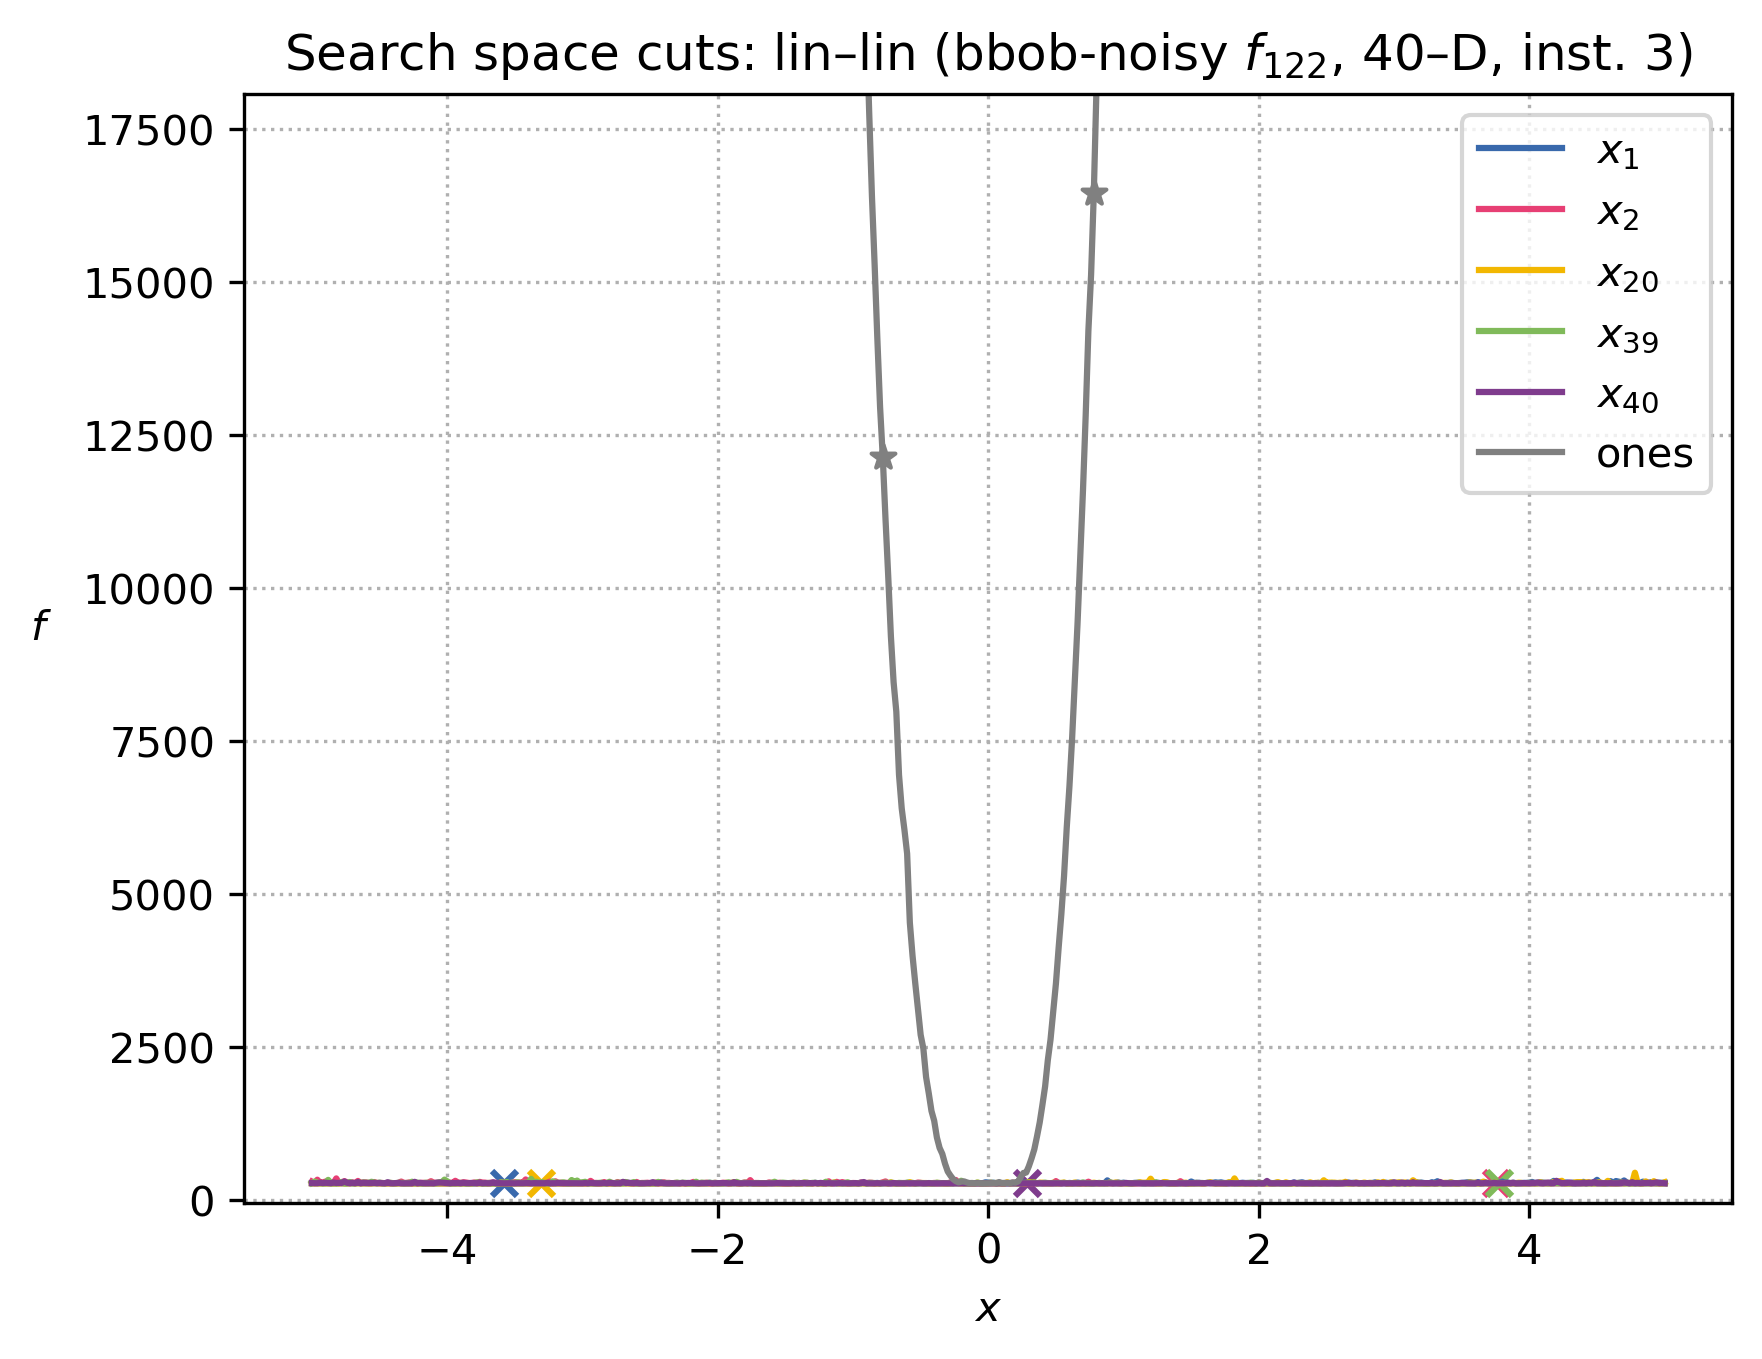 Search space cuts: lin–lin (bbob-noisy f₁₂₂, 40–D, inst. 3)
17500
15000
12500
10000
7500
5000
2500
0
f
−4
−2
0
2
4
x
x₁
x₂
x₂₀
x₃₉
x₄₀
ones